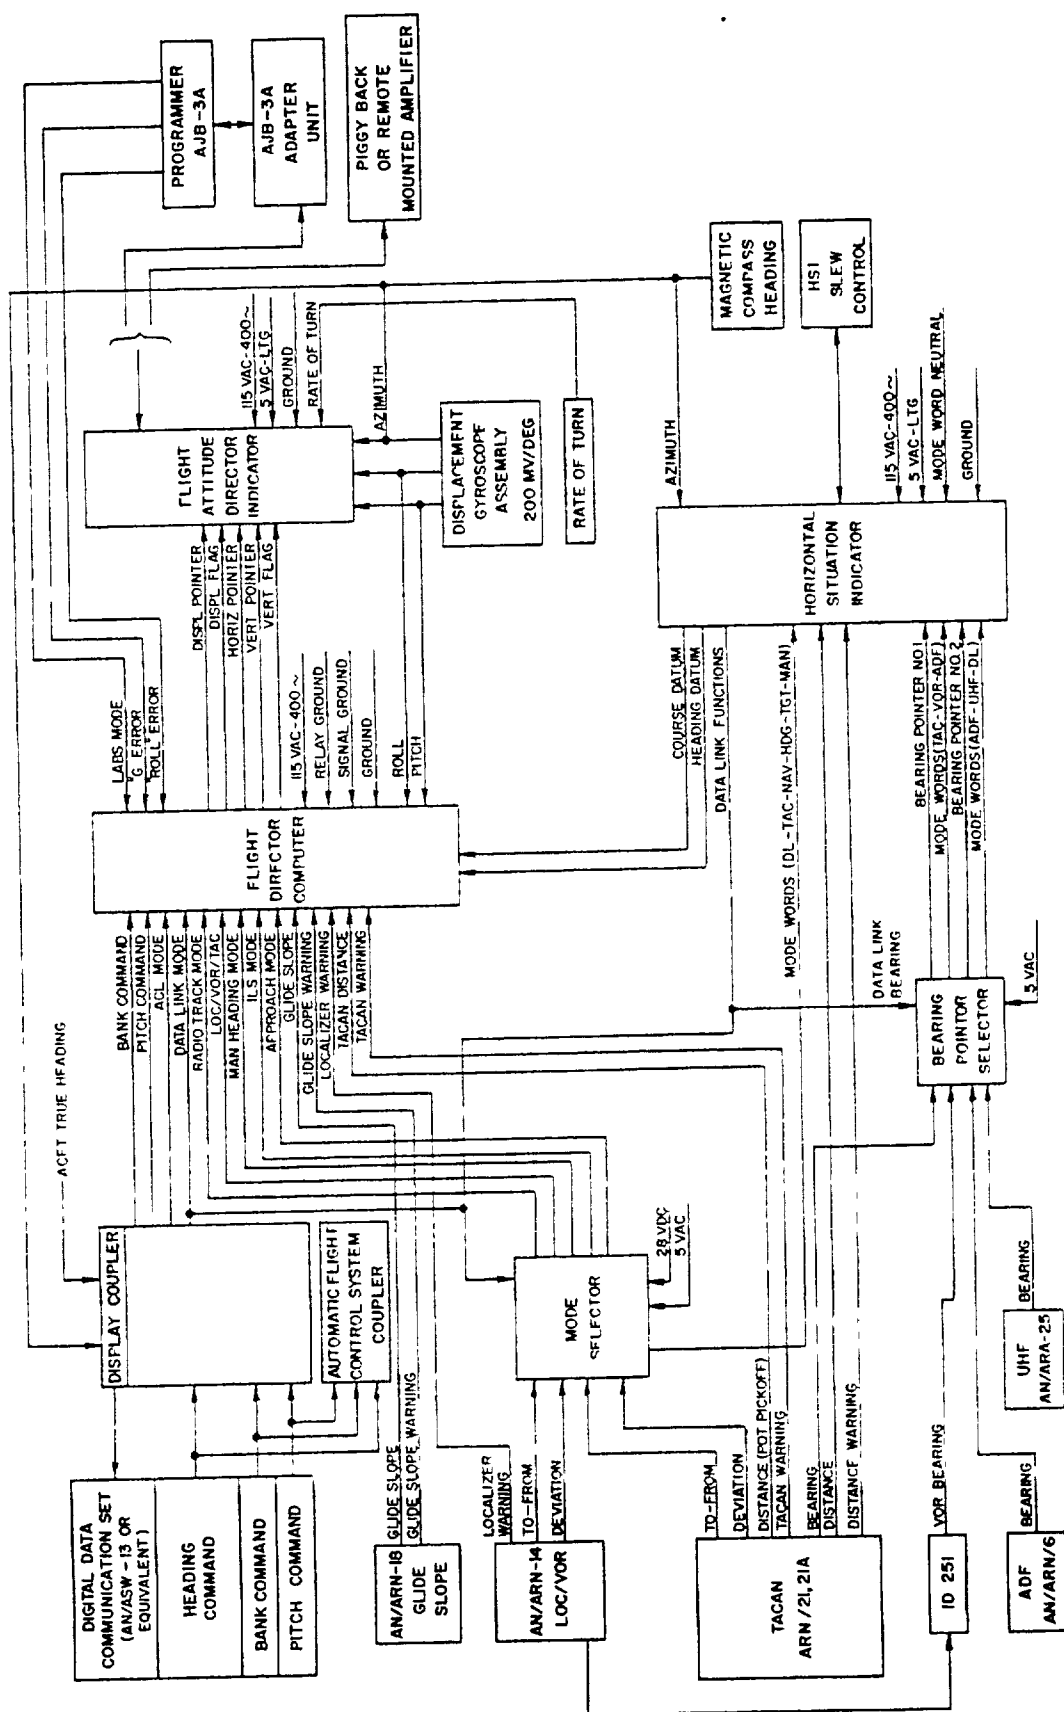 DIGITAL DATA
COMMUNICATION SET
(AN/ASW-13 OR
EQUIVALENT)
HEADING
COMMAND
BANK COMMAND
PITCH COMMAND
DISPLAY COUPLER
ACFT TRUE HEADING
AUTOMATIC FLIGHT
CONTROL SYSTEM
COUPLER
AN/ARN-18
GLIDE
SLOPE
GLIDE SLOPE
GLIDE SLOPE WARNING
AN/ARN-14
LOC/VOR
LOCALIZER
WARNING
TO-FROM
DEVIATION
MODE
SELECTOR
28 VDC
5 VAC
TACAN
ARN/21, 21A
TO-FROM
DEVIATION
DISTANCE (POT PICKOFF)
TACAN WARNING
BEARING
DISTANCE
DISTANCE WARNING
ID 251
VOR BEARING
ADF
AN/ARN/6
BEARING
UHF
AN/ARA-25
BEARING
BANK COMMAND
PITCH COMMAND
ACL MODE
DATA LINK MODE
RADIO TRACK MODE
LOC/VOR/TAC
MAN HEADING MODE
ILS MODE
APPROACH MODE
GLIDE SLOPE
GLIDE SLOPE WARNING
LOCALIZER WARNING
TACAN DISTANCE
TACAN WARNING
FLIGHT
DIRECTOR
COMPUTER
LABS MODE
"G" ERROR
"ROLL" ERROR
DISPL POINTER
DISPL FLAG
HORIZ POINTER
VERT POINTER
VERT FLAG
115 VAC-400~
RELAY GROUND
SIGNAL GROUND
GROUND
ROLL
PITCH
FLIGHT
ATTITUDE
DIRECTOR
INDICATOR
115 VAC-400~
5 VAC-LTG
GROUND
RATE OF TURN
AZIMUTH
DISPLACEMENT
GYROSCOPE
ASSEMBLY
200 MV/DEG
RATE OF TURN
PROGRAMMER
AJB-3A
AJB-3A
ADAPTER
UNIT
PIGGY BACK
OR REMOTE
MOUNTED AMPLIFIER
MAGNETIC
COMPASS
HEADING
HSI
SLEW
CONTROL
AZIMUTH
COURSE DATUM
HEADING DATUM
DATA LINK FUNCTIONS
MODE WORDS (DL-TAC-NAV-HDG-TGT-MAN)
HORIZONTAL
SITUATION
INDICATOR
115 VAC-400~
5 VAC-LTG
MODE WORD NEUTRAL
GROUND
DATA LINK
BEARING
BEARING
POINTOR
SELECTOR
5 VAC
BEARING POINTER NO.1
MODE WORDS(TAC-VOR-ADF)
BEARING POINTER NO. 2
MODE WORDS(ADF-UHF-DL)